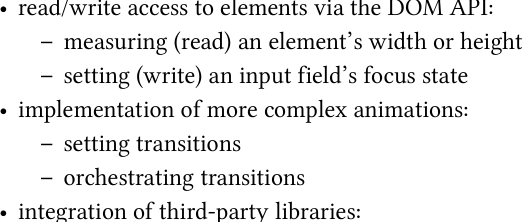 • read/write access to elements via the DOM API:
– measuring (read) an element’s width or height
– setting (write) an input field’s focus state
• implementation of more complex animations:
– setting transitions
– orchestrating transitions
• integration of third-party libraries: